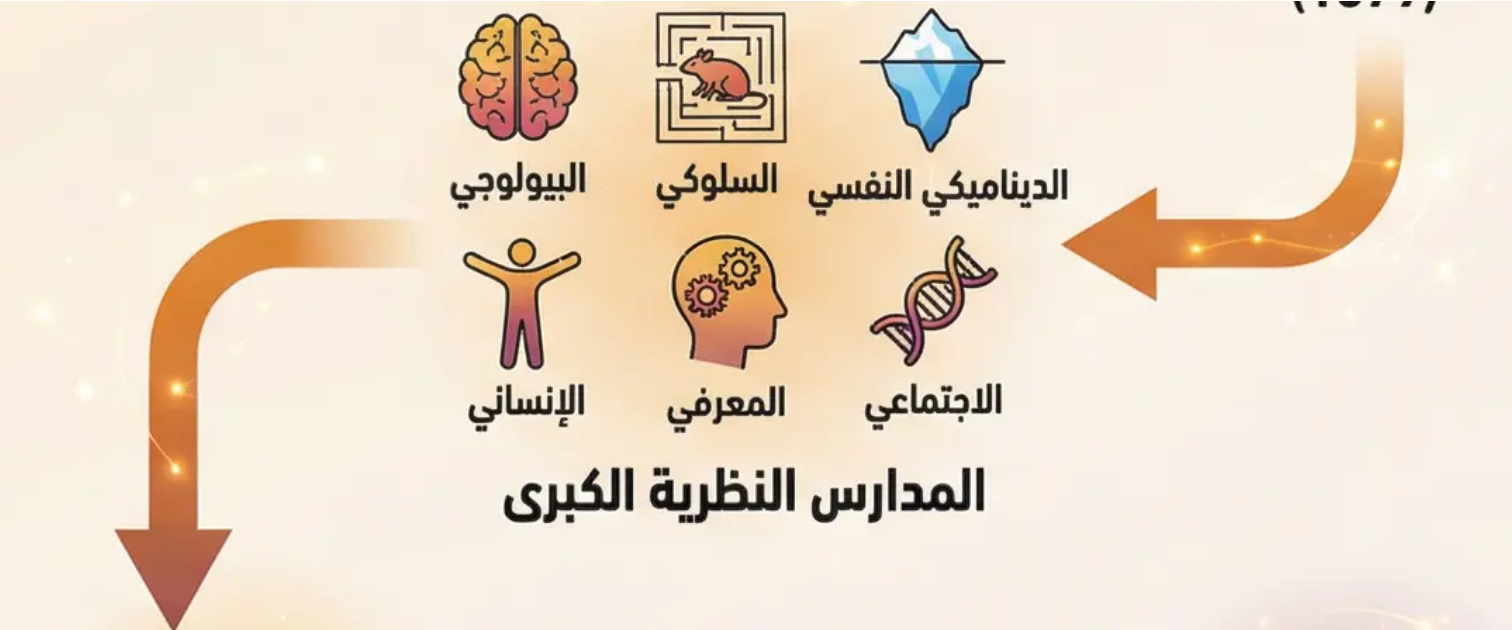 الديناميكي النفسي
السلوكي
البيولوجي
الاجتماعي
المعرفي
الإنساني
المدارس النظرية الكبرى